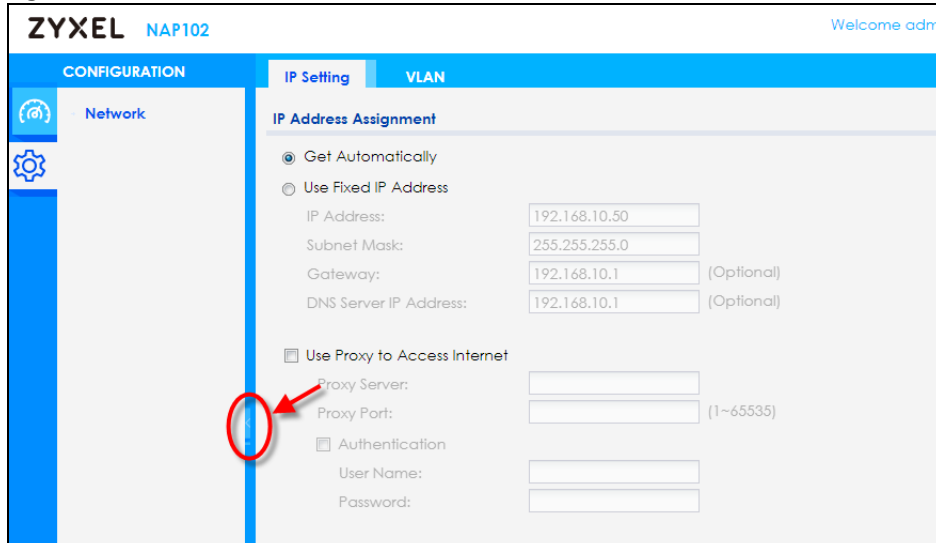 ZYXEL NAP102
Welcome adm
CONFIGURATION
IP Setting VLAN
Network
IP Address Assignment
Get Automatically
Use Fixed IP Address
IP Address: 192.168.10.50
Subnet Mask: 255.255.255.0
Gateway: 192.168.10.1 (Optional)
DNS Server IP Address: 192.168.10.1 (Optional)
Use Proxy to Access Internet
Proxy Server:
Proxy Port: (1~65535)
Authentication
User Name:
Password: